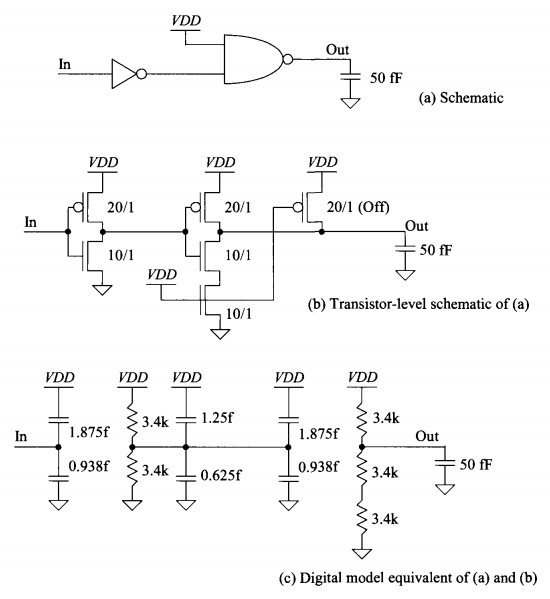 VDD
Out
In
50 fF
(a) Schematic
VDD VDD VDD
20/1 20/1 20/1 (Off)
In Out
10/1 10/1 50 fF
VDD
10/1
(b) Transistor-level schematic of (a)
VDD VDD VDD VDD VDD
1.875f 3.4k 1.25f 1.875f 3.4k
In Out
0.938f 3.4k 0.625f 0.938f 3.4k 50 fF
3.4k
(c) Digital model equivalent of (a) and (b)